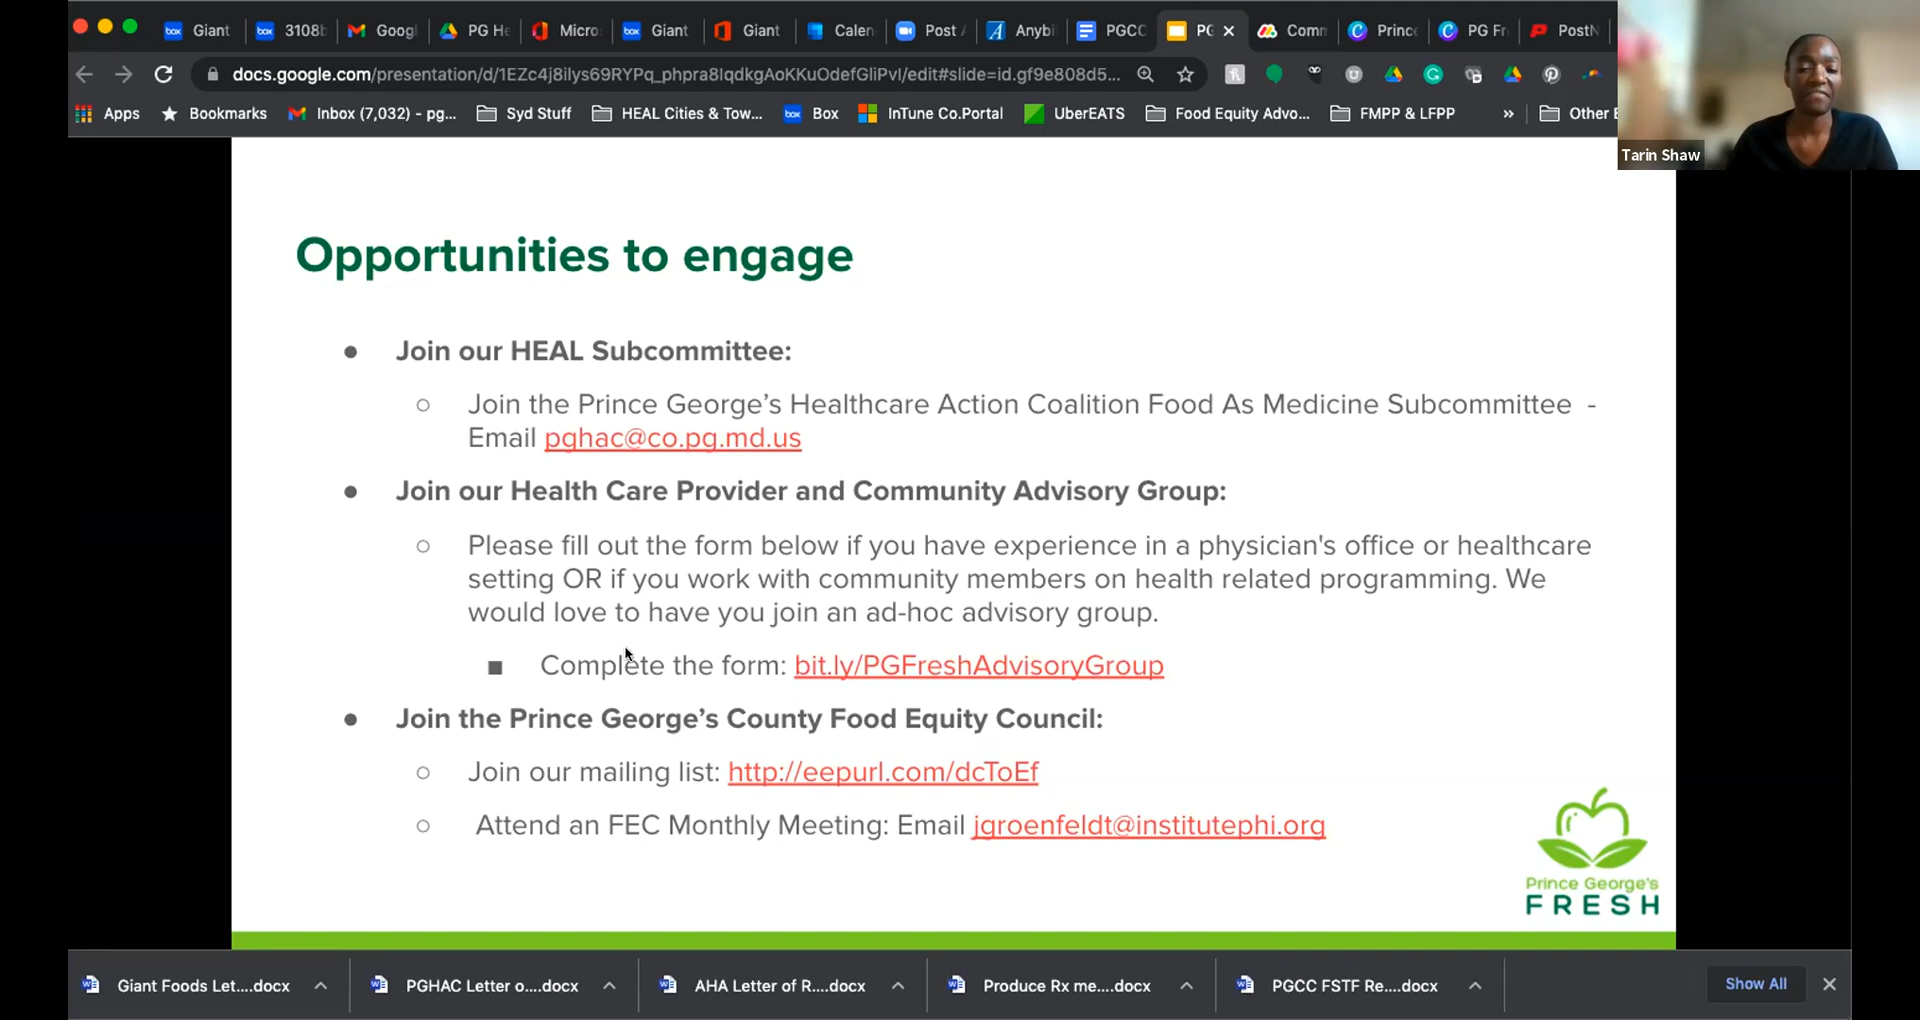 Giant
3108b
Googl
PG He
Micro
Giant
Giant
Calen
Post A
Anybi
PGCC
PG
Comm
Prince
PG Fr
PostN
docs.google.com/presentation/d/1EZc4j8ilys69RYPq_phpra8lqdkgAoKKuOdefGliPvI/edit#slide=id.gf9e808d5...
Apps
Bookmarks
Inbox (7,032) - pg...
Syd Stuff
HEAL Cities & Tow...
box Box
InTune Co.Portal
UberEATS
Food Equity Advo...
FMPP & LFPP
»
Other
Tarin Shaw
Opportunities to engage
● Join our HEAL Subcommittee:
○ Join the Prince George’s Healthcare Action Coalition Food As Medicine Subcommittee -
Email pghac@co.pg.md.us
● Join our Health Care Provider and Community Advisory Group:
○ Please fill out the form below if you have experience in a physician's office or healthcare
setting OR if you work with community members on health related programming. We
would love to have you join an ad-hoc advisory group.
■ Complete the form: bit.ly/PGFreshAdvisoryGroup
● Join the Prince George’s County Food Equity Council:
○ Join our mailing list: http://eepurl.com/dcToEf
○ Attend an FEC Monthly Meeting: Email jgroenfeldt@institutephi.org
Prince George's
FRESH
Giant Foods Let....docx
PGHAC Letter o....docx
AHA Letter of R....docx
Produce Rx me....docx
PGCC FSTF Re....docx
Show All